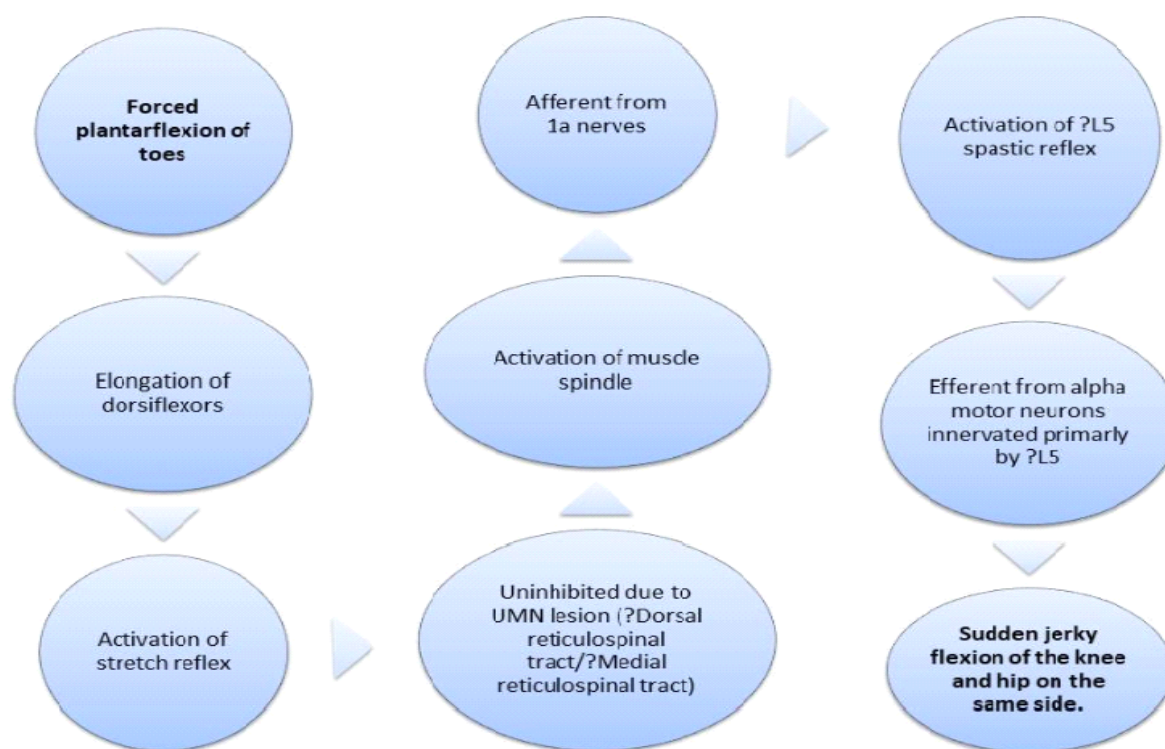 Forced
plantarflexion of
toes
Elongation of
dorsiflexors
Activation of
stretch reflex
Uninhibited due to
UMN lesion (?Dorsal
reticulospinal
tract/?Medial
reticulospinal tract)
Activation of muscle
spindle
Afferent from
1a nerves
Activation of ?L5
spastic reflex
Efferent from alpha
motor neurons
innervated primarly
by ?L5
Sudden jerky
flexion of the knee
and hip on the
same side.